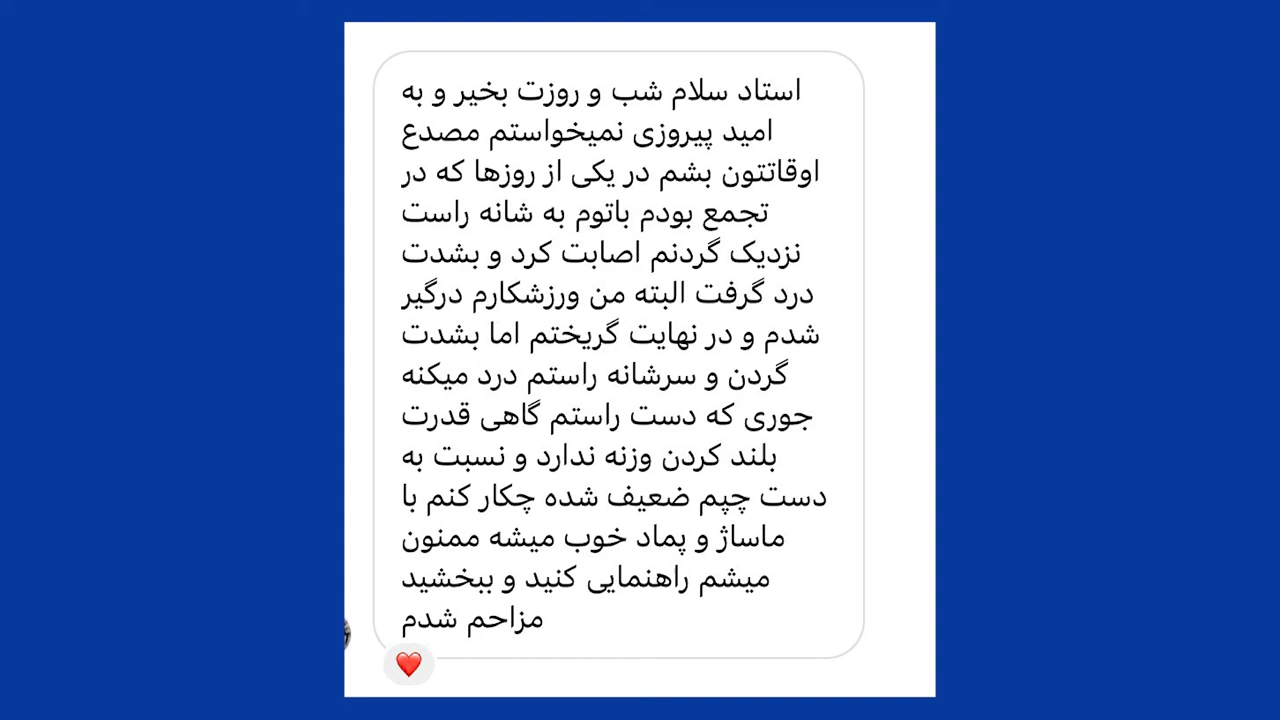 استاد سلام شب و روزت بخیر و به
امید پیروزی نمیخواستم مصدع
اوقاتتون بشم در یکی از روزها که در
تجمع بودم باتوم به شانه راست
نزدیک گردنم اصابت کرد و بشدت
درد گرفت البته من ورزشکارم درگیر
شدم و در نهایت گریختم اما بشدت
گردن و سرشانه راستم درد میکنه
جوری که دست راستم گاهی قدرت
بلند کردن وزنه ندارد و نسبت به
دست چپم ضعیف شده چکار کنم با
ماساژ و پماد خوب میشه ممنون
میشم راهنمایی کنید و ببخشید
مزاحم شدم